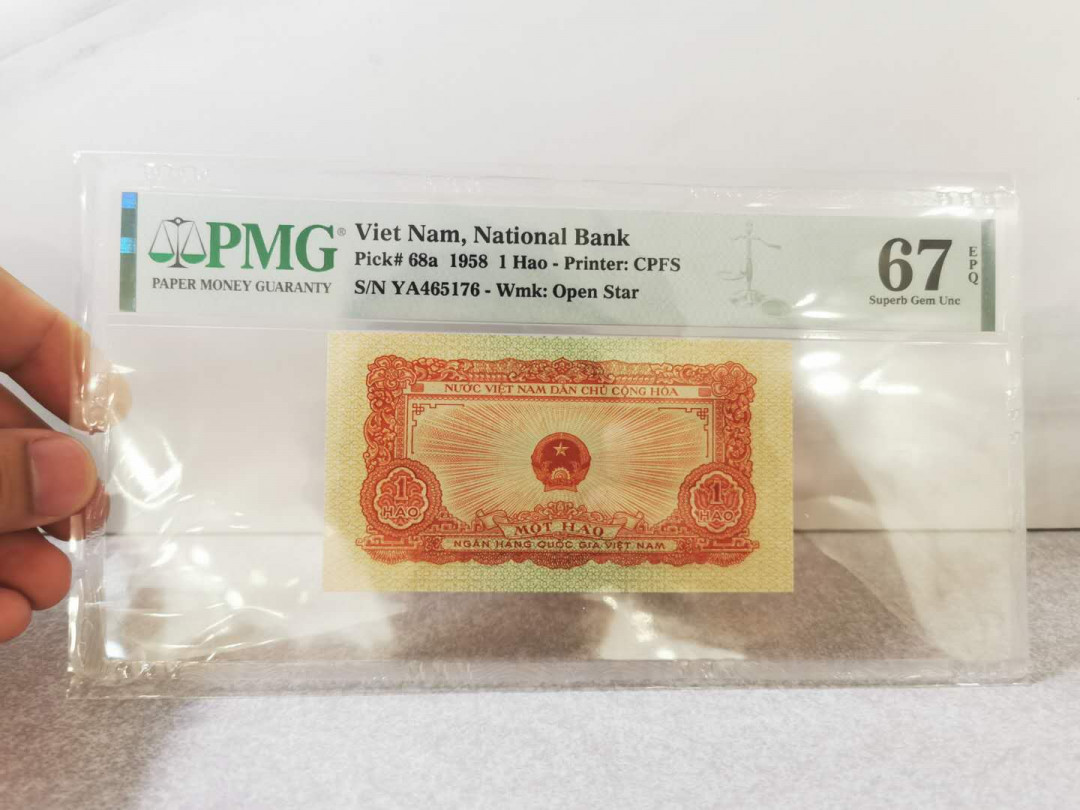 PMG®
PAPER MONEY GUARANTY
Viet Nam, National Bank
Pick# 68a 1958 1 Hao - Printer: CPFS
S/N YA465176 - Wmk: Open Star
67
EPQ
Superb Gem Unc
NƯỚC VIỆT NAM DÂN CHỦ CỘNG HÒA
1
HAO
1
HAO
MỘT HÀO
NGÂN HÀNG QUỐC GIA VIỆT NAM